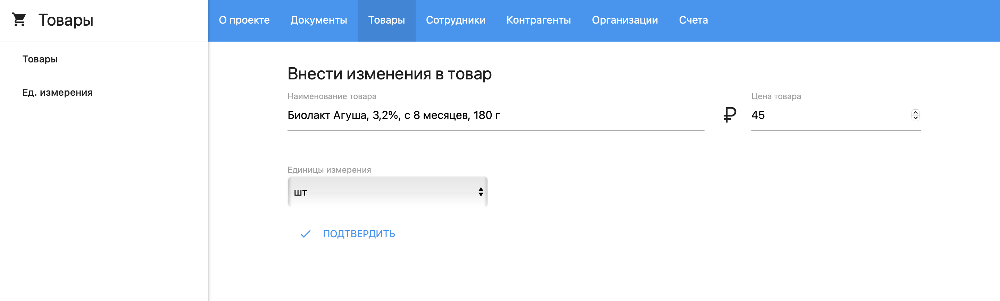 Товары
О проекте Документы Товары Сотрудники Контрагенты Организации Счета
Товары
Ед. измерения
Внести изменения в товар
Наименование товара
Биолакт Агуша, 3,2%, с 8 месяцев, 180 г
₽
Цена товара
45
Единицы измерения
шт
ПОДТВЕРДИТЬ